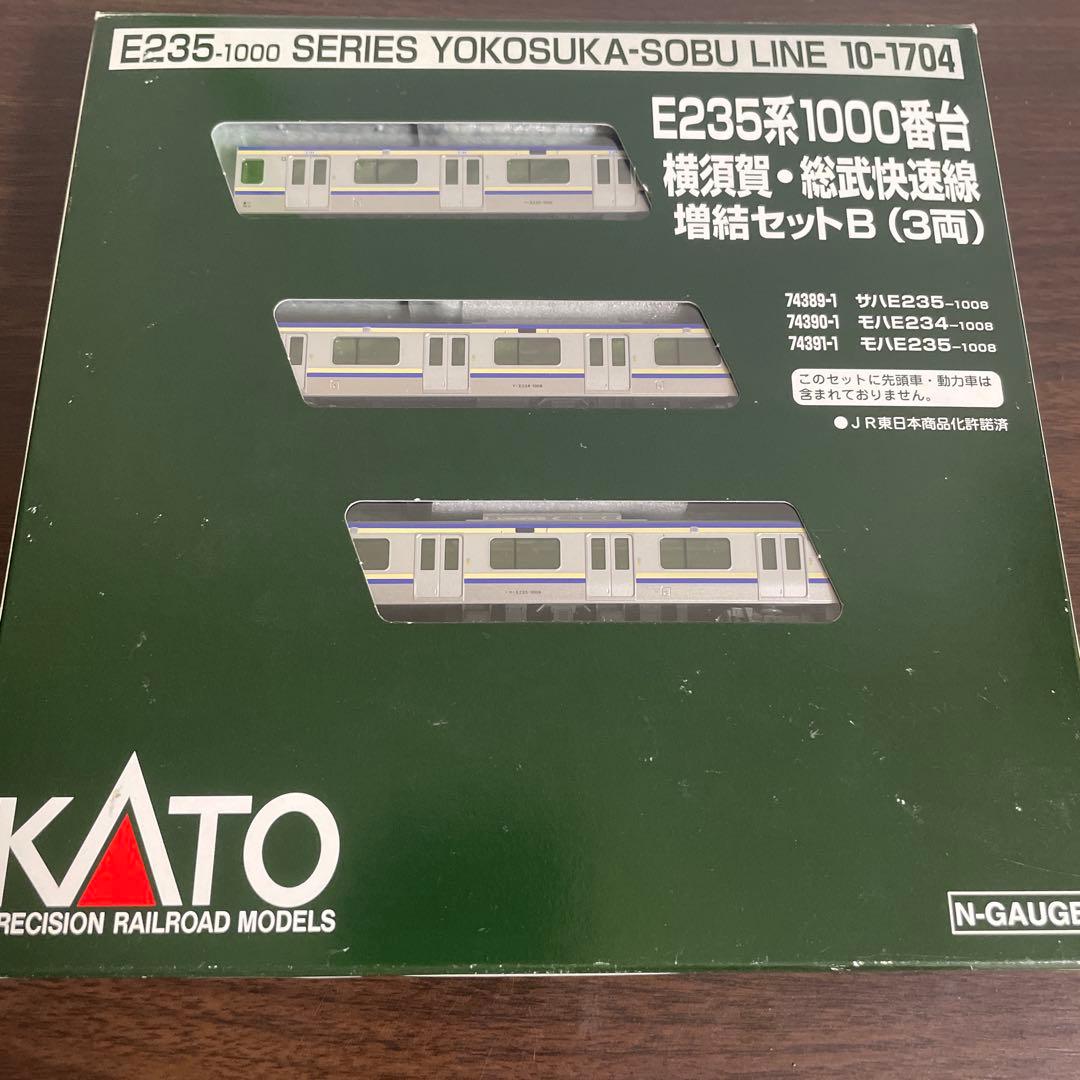 E235-1000 SERIES YOKOSUKA-SOBU LINE 10-1704
E235系1000番台
横須賀・総武快速線
増結セットB(3両)
74389-1 サハE235-1008
74390-1 モハE234-1008
74391-1 モハE235-1008
このセットに先頭車・動力車は
含まれておりません。
●JR東日本商品化許諾済
KATO
RECISION RAILROAD MODELS
N-GAUGE